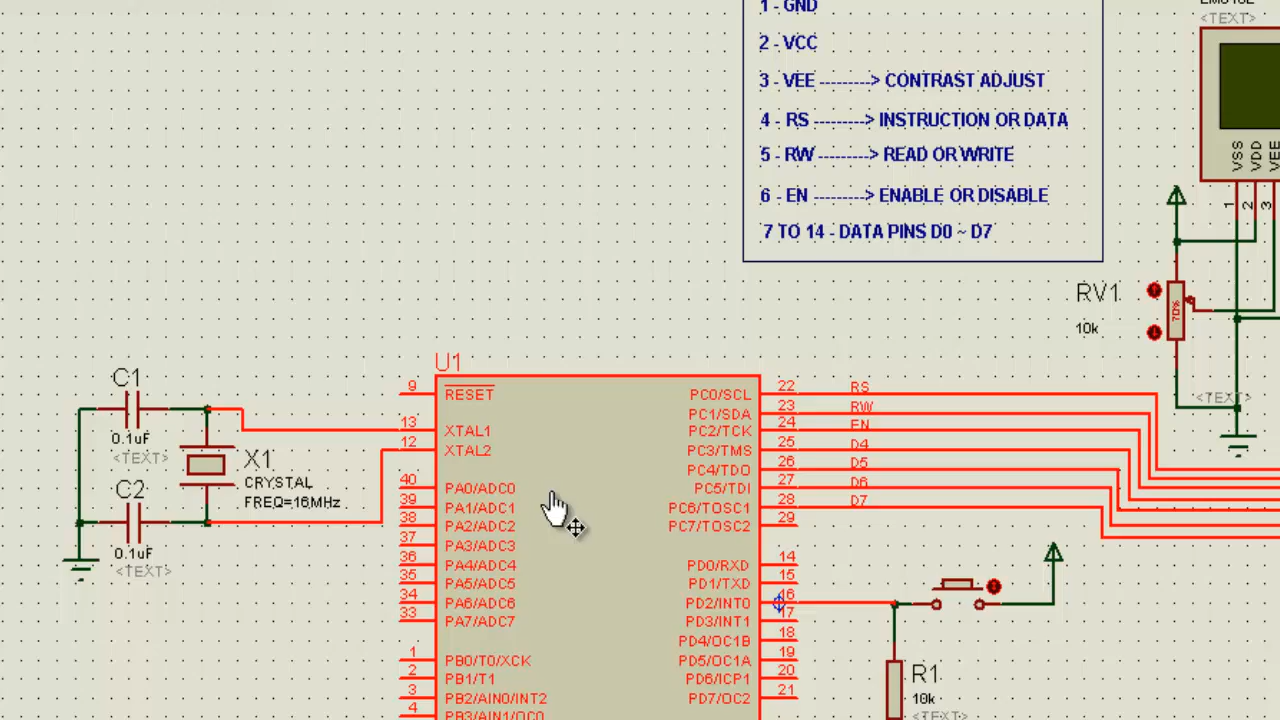 1 - GND
2 - VCC
3 - VEE --------> CONTRAST ADJUST
4 - RS --------> INSTRUCTION OR DATA
5 - RW --------> READ OR WRITE
6 - EN --------> ENABLE OR DISABLE
7 TO 14 - DATA PINS D0 ~ D7
<TEXT>
VSS
VDD
VEE
1
2
3
RV1
10k
70%
<TEXT>
C1
0.1uF
<TEXT>
X1
CRYSTAL
FREQ=16MHz
C2
0.1uF
<TEXT>
U1
9 RESET
13 XTAL1
12 XTAL2
40 PA0/ADC0
39 PA1/ADC1
38 PA2/ADC2
37 PA3/ADC3
36 PA4/ADC4
35 PA5/ADC5
34 PA6/ADC6
33 PA7/ADC7
1 PB0/T0/XCK
2 PB1/T1
3 PB2/AIN0/INT2
4 PB3/AIN1/OC0
PC0/SCL 22 RS
PC1/SDA 23 RW
PC2/TCK 24 EN
PC3/TMS 25 D4
PC4/TDO 26 D5
PC5/TDI 27 D6
PC6/TOSC1 28 D7
PC7/TOSC2 29
PD0/RXD 14
PD1/TXD 15
PD2/INT0 16
PD3/INT1 17
PD4/OC1B 18
PD5/OC1A 19
PD6/ICP1 20
PD7/OC2 21
R1
10k
<TEXT>